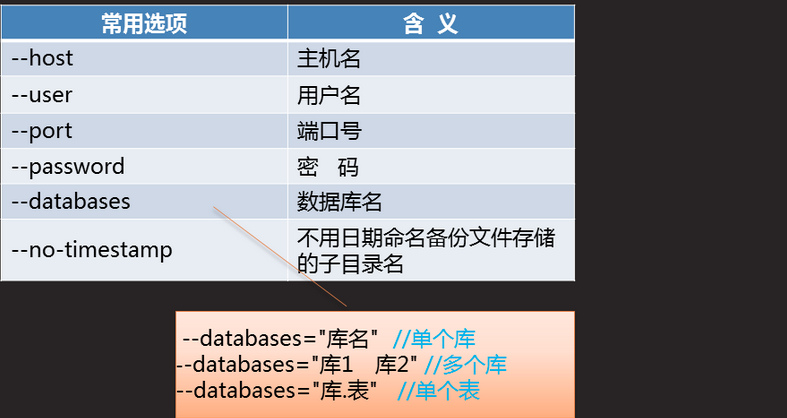 常用选项 含 义
--host 主机名
--user 用户名
--port 端口号
--password 密 码
--databases 数据库名
--no-timestamp 不用日期命名备份文件存储
的子目录名
--databases="库名" //单个库
--databases="库1 库2" //多个库
--databases="库.表" //单个表